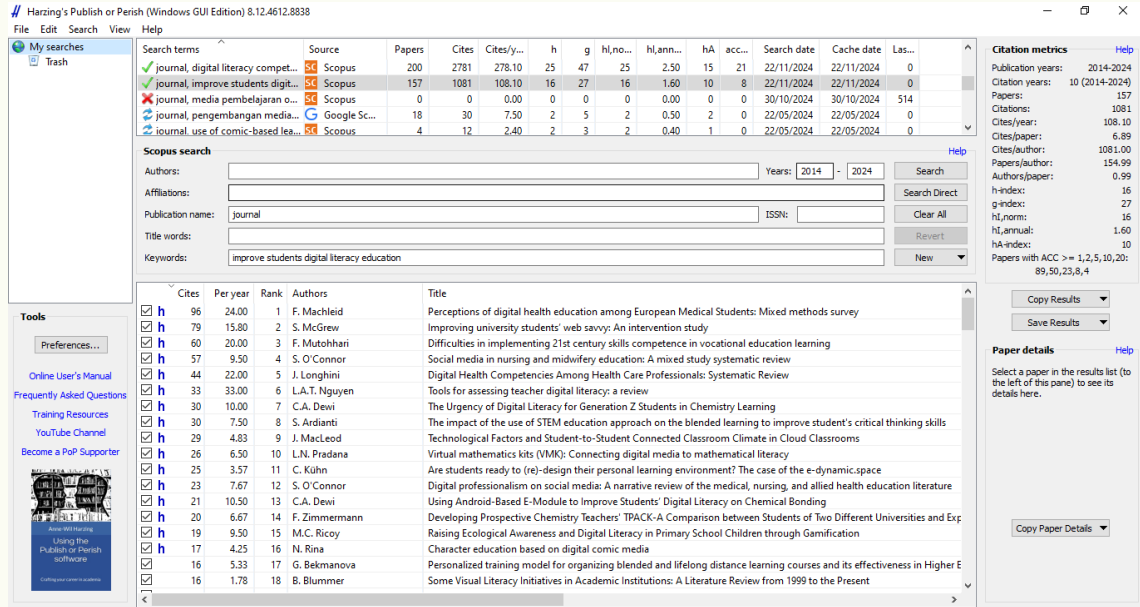 Harzing's Publish or Perish (Windows GUI Edition) 8.12.4612.8838
File Edit Search View Help
My searches
Trash
Search terms Source Papers Cites Cites/y... h g hI,no... hI,ann... hA acc... Search date Cache date Las...
journal, digital literacy compet... SC Scopus 200 2781 278.10 25 47 25 2.50 15 21 22/11/2024 22/11/2024 0
journal, improve students digit... SC Scopus 157 1081 108.10 16 27 16 1.60 10 8 22/11/2024 22/11/2024 0
journal, media pembelajaran o... SC Scopus 0 0 0.00 0 0 0 0.00 0 0 30/10/2024 30/10/2024 514
journal, pengembangan media... G Google Sc... 18 30 7.50 2 5 2 0.50 2 0 22/05/2024 22/05/2024 0
journal, use of comic-based lea... SC Scopus 4 12 2.40 2 3 2 0.40 1 0 22/05/2024 22/05/2024 0
Scopus search Help
Authors: Years: 2014 - 2024 Search
Affiliations: Search Direct
Publication name: journal ISSN: Clear All
Title words: Revert
Keywords: improve students digital literacy education New
Cites Per year Rank Authors Title
h 96 24.00 1 F. Machleid Perceptions of digital health education among European Medical Students: Mixed methods survey
h 79 15.80 2 S. McGrew Improving university students' web savvy: An intervention study
h 60 20.00 3 F. Mutohhari Difficulties in implementing 21st century skills competence in vocational education learning
h 57 9.50 4 S. O'Connor Social media in nursing and midwifery education: A mixed study systematic review
h 44 22.00 5 J. Longhini Digital Health Competencies Among Health Care Professionals: Systematic Review
h 33 33.00 6 L.A.T. Nguyen Tools for assessing teacher digital literacy: a review
h 30 10.00 7 C.A. Dewi The Urgency of Digital Literacy for Generation Z Students in Chemistry Learning
h 30 7.50 8 S. Ardianti The impact of the use of STEM education approach on the blended learning to improve student's critical thinking skills
h 29 4.83 9 J. MacLeod Technological Factors and Student-to-Student Connected Classroom Climate in Cloud Classrooms
h 26 6.50 10 L.N. Pradana Virtual mathematics kits (VMK): Connecting digital media to mathematical literacy
h 25 3.57 11 C. Kühn Are students ready to (re)-design their personal learning environment? The case of the e-dynamic.space
h 23 7.67 12 S. O'Connor Digital professionalism on social media: A narrative review of the medical, nursing, and allied health education literature
h 21 10.50 13 C.A. Dewi Using Android-Based E-Module to Improve Students' Digital Literacy on Chemical Bonding
h 20 6.67 14 F. Zimmermann Developing Prospective Chemistry Teachers' TPACK-A Comparison between Students of Two Different Universities and Exp
h 19 9.50 15 M.C. Ricoy Raising Ecological Awareness and Digital Literacy in Primary School Children through Gamification
h 17 4.25 16 N. Rina Character education based on digital comic media
16 5.33 17 G. Bekmanova Personalized training model for organizing blended and lifelong distance learning courses and its effectiveness in Higher E
16 1.78 18 B. Blummer Some Visual Literacy Initiatives in Academic Institutions: A Literature Review from 1999 to the Present
Tools
Preferences...
Online User's Manual
Frequently Asked Questions
Training Resources
YouTube Channel
Become a PoP Supporter
Anne-Wil Harzing
Using the
Publish or Perish
software
Crafting your career in academia
Citation metrics Help
Publication years: 2014-2024
Citation years: 10 (2014-2024)
Papers: 157
Citations: 1081
Cites/year: 108.10
Cites/paper: 6.89
Cites/author: 1081.00
Papers/author: 154.99
Authors/paper: 0.99
h-index: 16
g-index: 27
hI,norm: 16
hI,annual: 1.60
hA-index: 10
Papers with ACC >= 1,2,5,10,20:
89,50,23,8,4
Copy Results
Save Results
Paper details Help
Select a paper in the results list (to
the left of this pane) to see its
details here.
Copy Paper Details